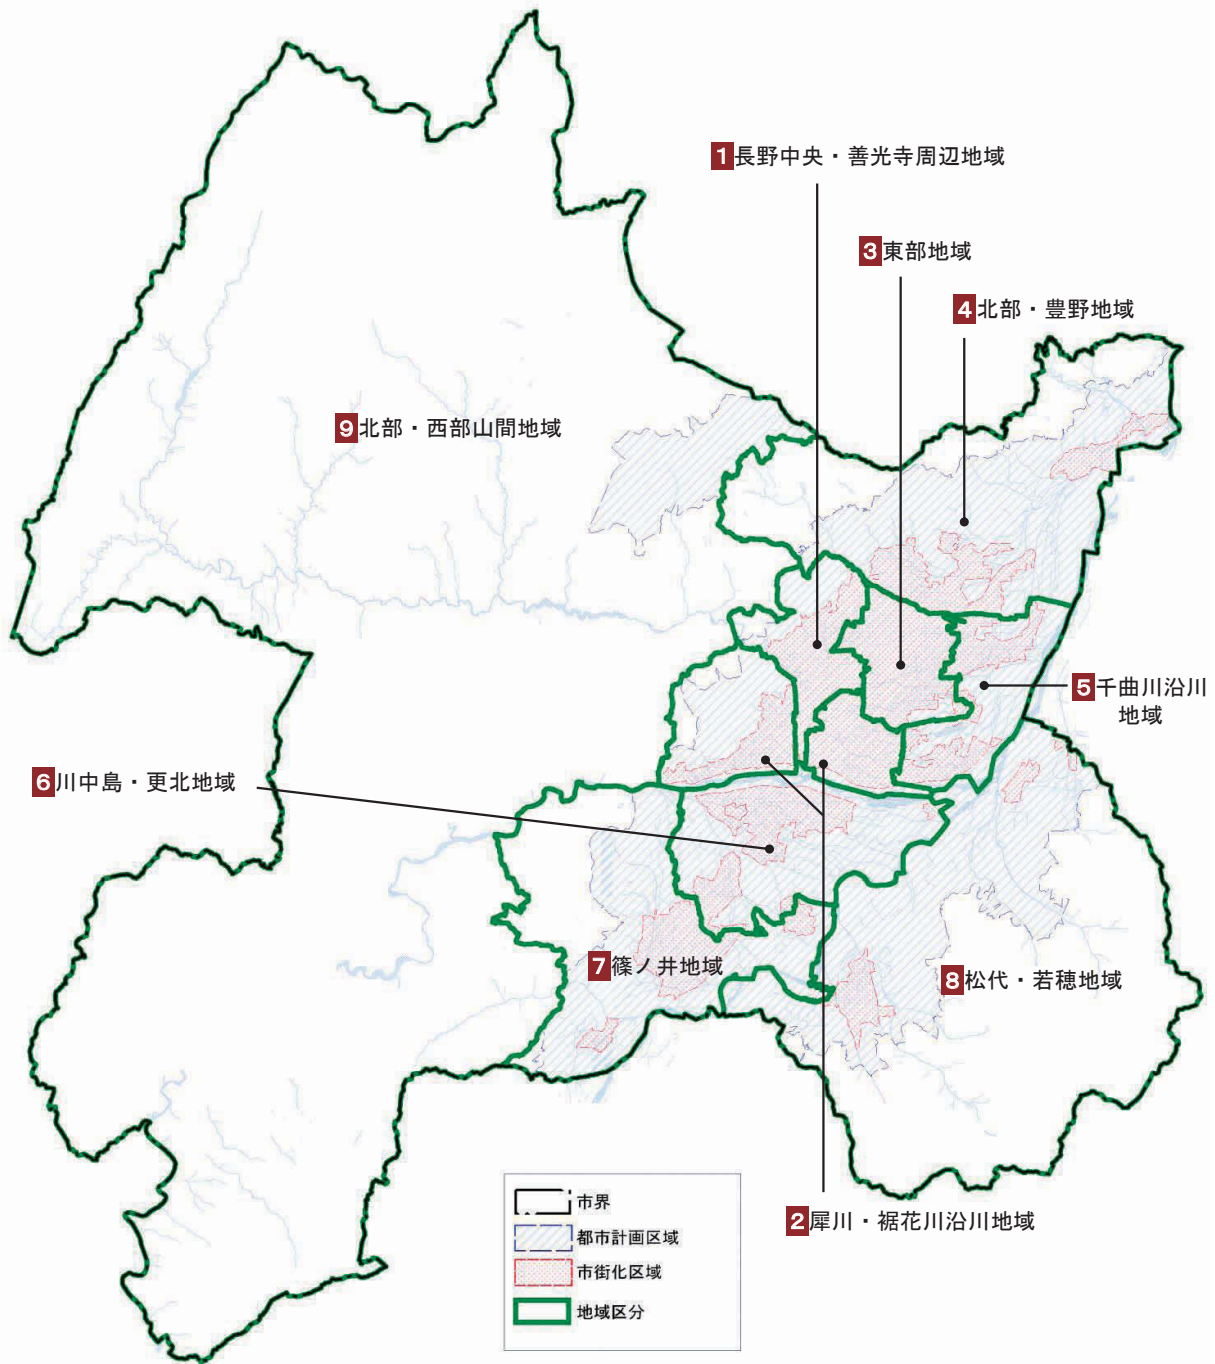 1 長野中央・善光寺周辺地域
3 東部地域
4 北部・豊野地域
9 北部・西部山間地域
5 千曲川沿川
地域
6 川中島・更北地域
7 篠ノ井地域
8 松代・若穂地域
2 犀川・裾花川沿川地域
市界
都市計画区域
市街化区域
地域区分